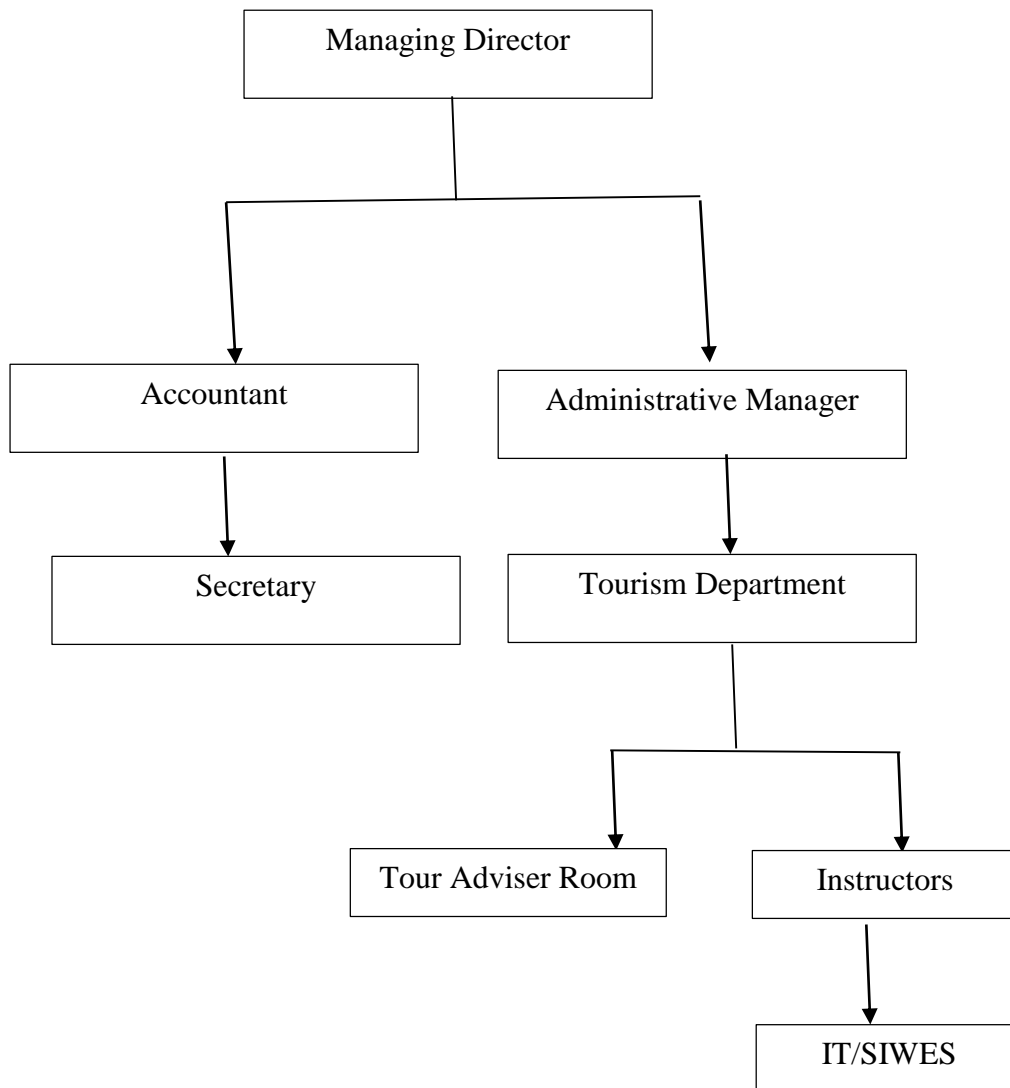 Managing Director
Accountant
Administrative Manager
Secretary
Tourism Department
Tour Adviser Room
Instructors
IT/SIWES